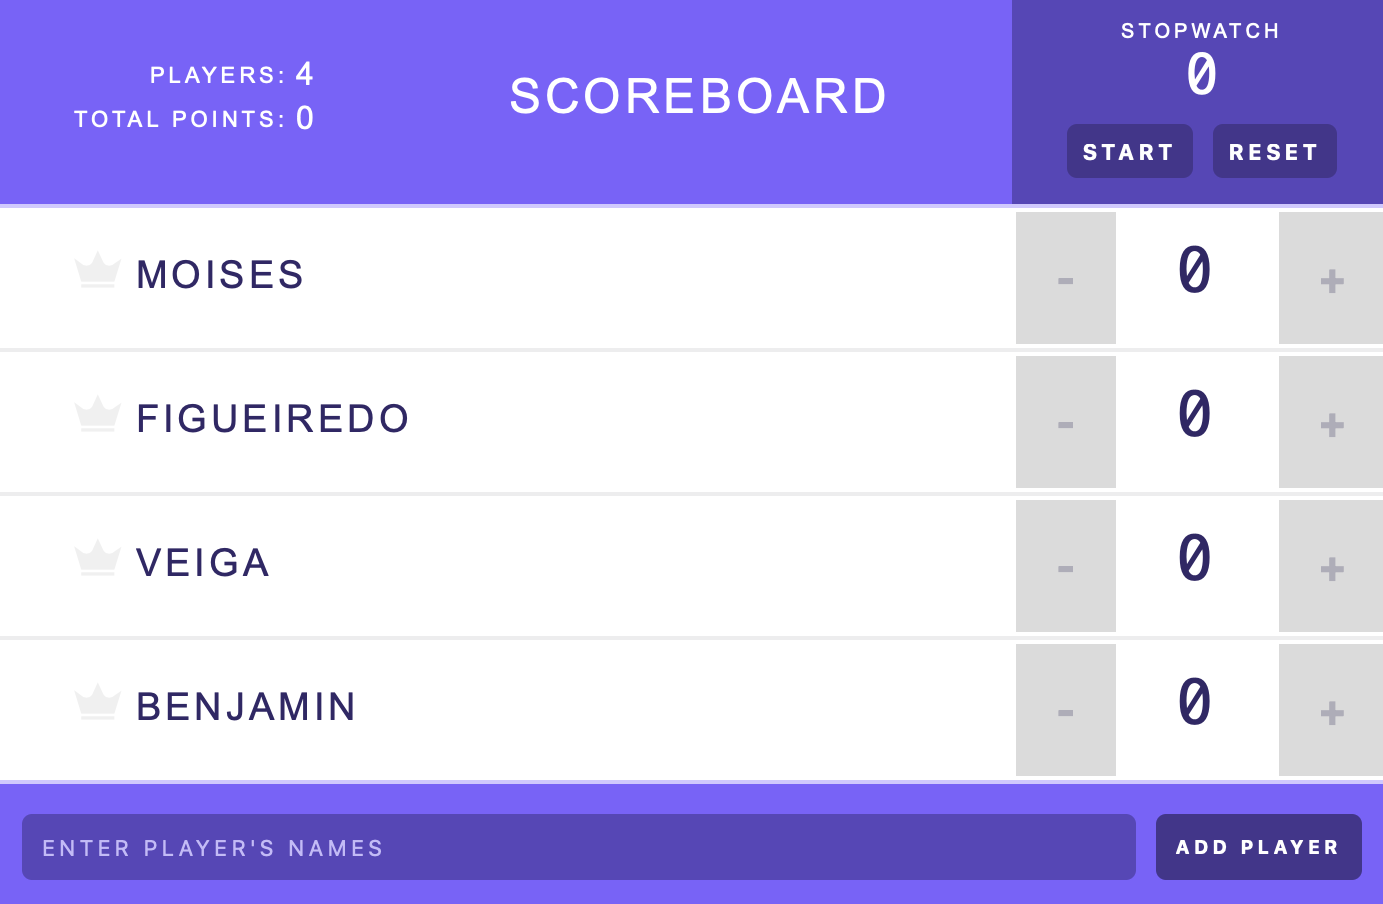 PLAYERS: 4
TOTAL POINTS: 0
SCOREBOARD
STOPWATCH
0
START RESET
MOISES - 0 +
FIGUEIREDO - 0 +
VEIGA - 0 +
BENJAMIN - 0 +
ENTER PLAYER'S NAMES
ADD PLAYER